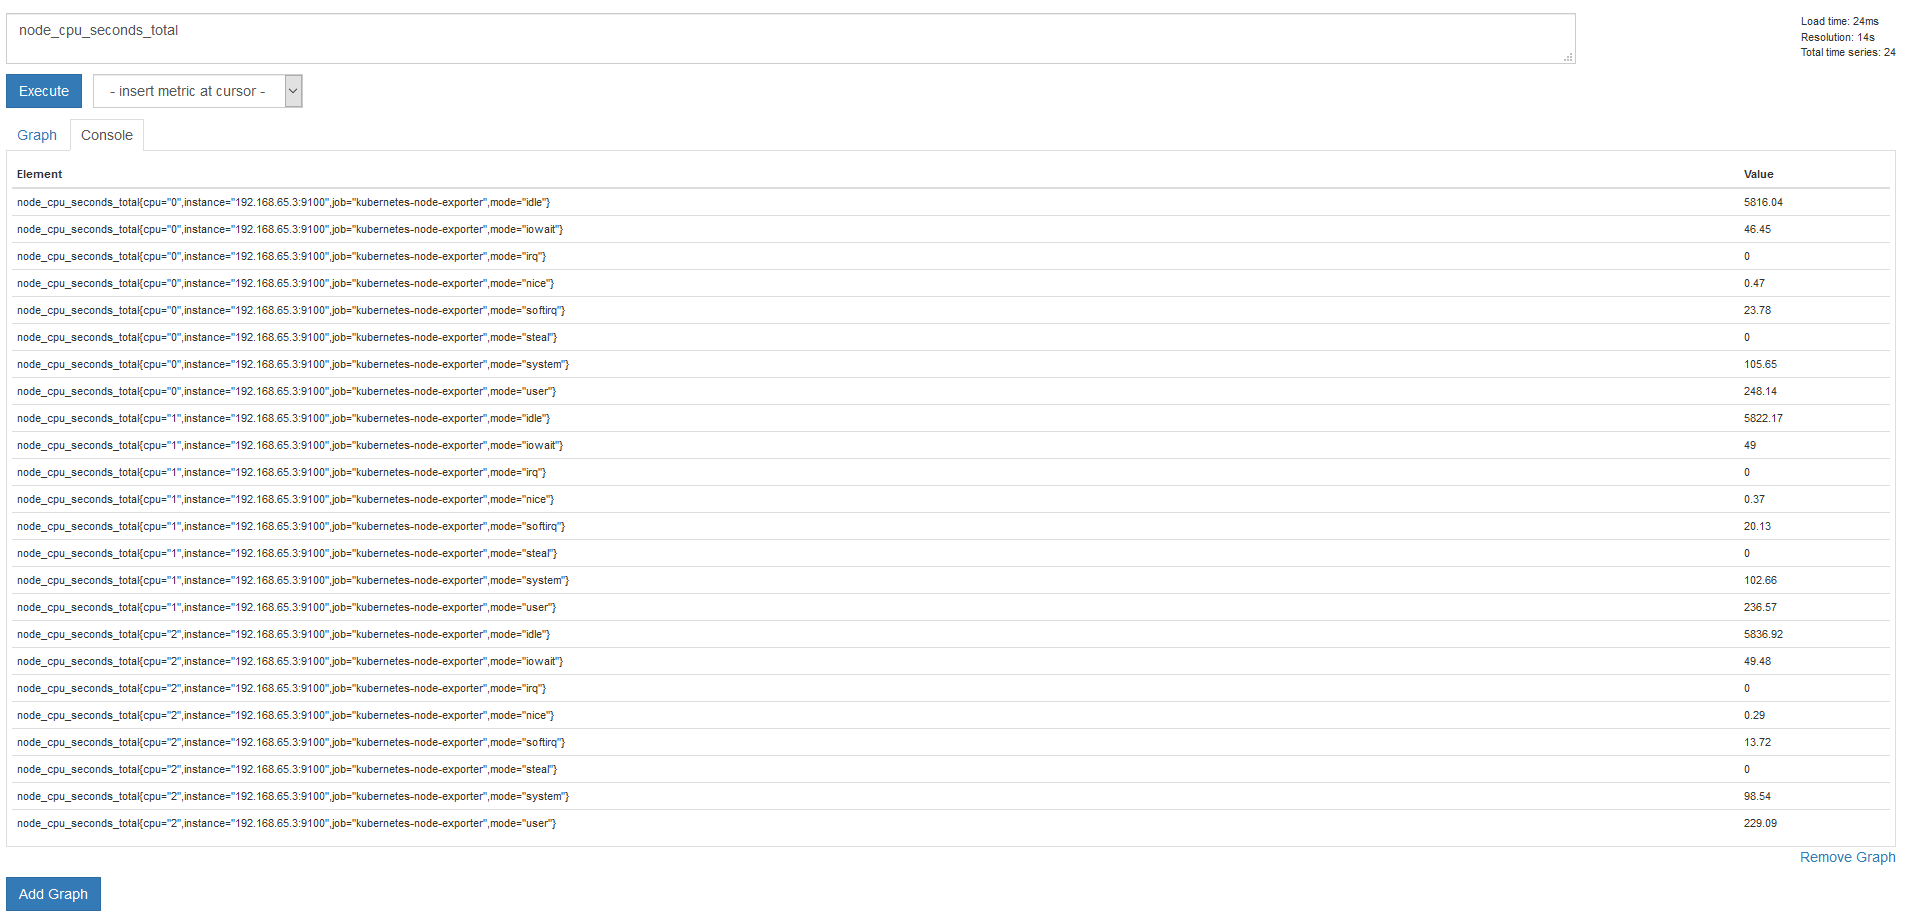 node_cpu_seconds_total
Load time: 24ms
Resolution: 14s
Total time series: 24
Execute - insert metric at cursor -
Graph Console
Element Value
node_cpu_seconds_total{cpu="0",instance="192.168.65.3:9100",job="kubernetes-node-exporter",mode="idle"} 5816.04
node_cpu_seconds_total{cpu="0",instance="192.168.65.3:9100",job="kubernetes-node-exporter",mode="iowait"} 46.45
node_cpu_seconds_total{cpu="0",instance="192.168.65.3:9100",job="kubernetes-node-exporter",mode="irq"} 0
node_cpu_seconds_total{cpu="0",instance="192.168.65.3:9100",job="kubernetes-node-exporter",mode="nice"} 0.47
node_cpu_seconds_total{cpu="0",instance="192.168.65.3:9100",job="kubernetes-node-exporter",mode="softirq"} 23.78
node_cpu_seconds_total{cpu="0",instance="192.168.65.3:9100",job="kubernetes-node-exporter",mode="steal"} 0
node_cpu_seconds_total{cpu="0",instance="192.168.65.3:9100",job="kubernetes-node-exporter",mode="system"} 105.65
node_cpu_seconds_total{cpu="0",instance="192.168.65.3:9100",job="kubernetes-node-exporter",mode="user"} 248.14
node_cpu_seconds_total{cpu="1",instance="192.168.65.3:9100",job="kubernetes-node-exporter",mode="idle"} 5822.17
node_cpu_seconds_total{cpu="1",instance="192.168.65.3:9100",job="kubernetes-node-exporter",mode="iowait"} 49
node_cpu_seconds_total{cpu="1",instance="192.168.65.3:9100",job="kubernetes-node-exporter",mode="irq"} 0
node_cpu_seconds_total{cpu="1",instance="192.168.65.3:9100",job="kubernetes-node-exporter",mode="nice"} 0.37
node_cpu_seconds_total{cpu="1",instance="192.168.65.3:9100",job="kubernetes-node-exporter",mode="softirq"} 20.13
node_cpu_seconds_total{cpu="1",instance="192.168.65.3:9100",job="kubernetes-node-exporter",mode="steal"} 0
node_cpu_seconds_total{cpu="1",instance="192.168.65.3:9100",job="kubernetes-node-exporter",mode="system"} 102.66
node_cpu_seconds_total{cpu="1",instance="192.168.65.3:9100",job="kubernetes-node-exporter",mode="user"} 236.57
node_cpu_seconds_total{cpu="2",instance="192.168.65.3:9100",job="kubernetes-node-exporter",mode="idle"} 5836.92
node_cpu_seconds_total{cpu="2",instance="192.168.65.3:9100",job="kubernetes-node-exporter",mode="iowait"} 49.48
node_cpu_seconds_total{cpu="2",instance="192.168.65.3:9100",job="kubernetes-node-exporter",mode="irq"} 0
node_cpu_seconds_total{cpu="2",instance="192.168.65.3:9100",job="kubernetes-node-exporter",mode="nice"} 0.29
node_cpu_seconds_total{cpu="2",instance="192.168.65.3:9100",job="kubernetes-node-exporter",mode="softirq"} 13.72
node_cpu_seconds_total{cpu="2",instance="192.168.65.3:9100",job="kubernetes-node-exporter",mode="steal"} 0
node_cpu_seconds_total{cpu="2",instance="192.168.65.3:9100",job="kubernetes-node-exporter",mode="system"} 98.54
node_cpu_seconds_total{cpu="2",instance="192.168.65.3:9100",job="kubernetes-node-exporter",mode="user"} 229.09
Remove Graph
Add Graph